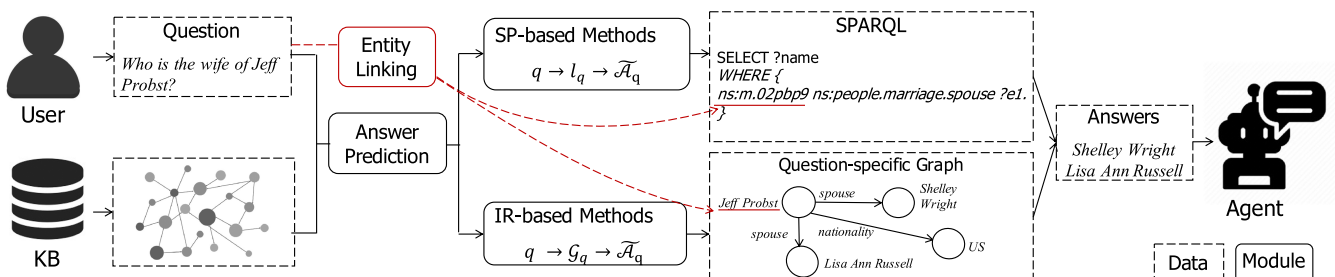 Question
Who is the wife of Jeff
Probst?
User
KB
Entity
Linking
Answer
Prediction
SP-based Methods
q → l_q → Ã_q
IR-based Methods
q → G_q → Ã_q
SPARQL
SELECT ?name
WHERE {
ns:m.02pbp9 ns:people.marriage.spouse ?e1.
}
Question-specific Graph
Jeff Probst
spouse
Shelley
Wright
nationality
spouse
US
Lisa Ann Russell
Answers
Shelley Wright
Lisa Ann Russell
Agent
Data
Module